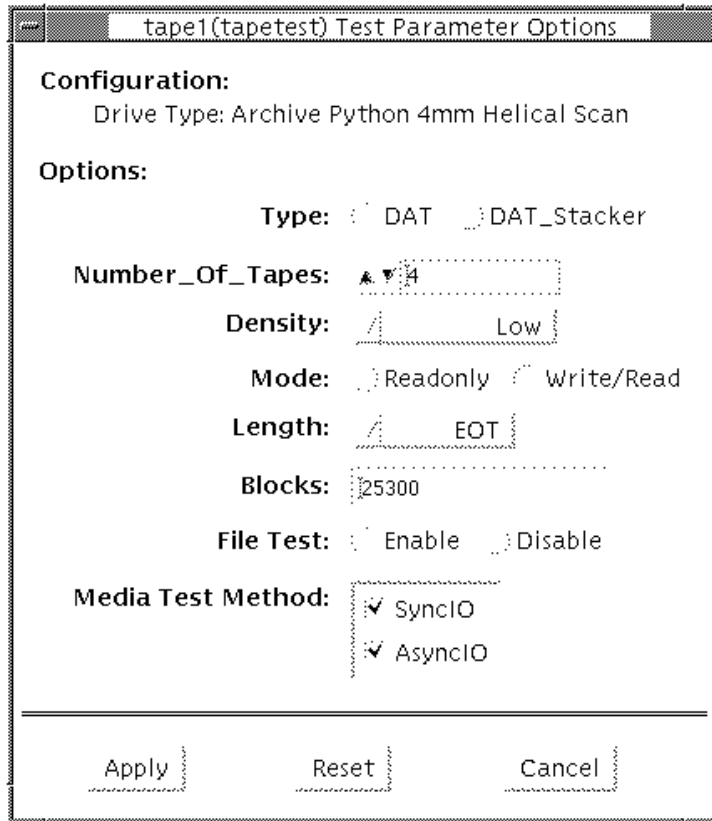 tape1(tapetest) Test Parameter Options
Configuration:
Drive Type: Archive Python 4mm Helical Scan
Options:
Type: DAT DAT_Stacker
Number_Of_Tapes: 4
Density: Low
Mode: Readonly Write/Read
Length: EOT
Blocks: 25300
File Test: Enable Disable
Media Test Method: SyncIO
AsyncIO
Apply Reset Cancel